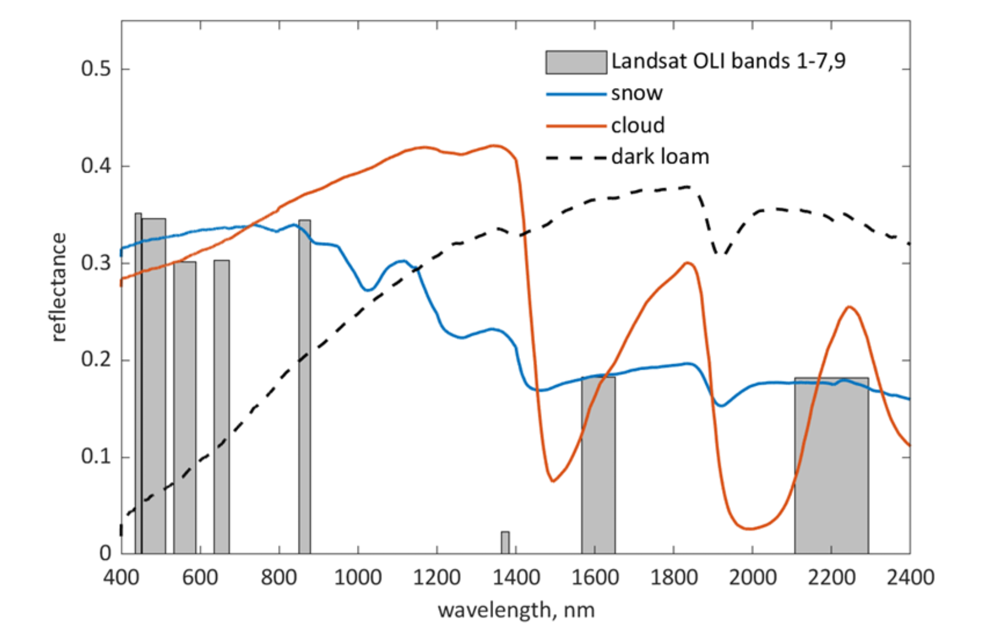 Landsat OLI bands 1-7,9
snow
cloud
dark loam
0.5
0.4
0.3
0.2
0.1
0
reflectance
400 600 800 1000 1200 1400 1600 1800 2000 2200 2400
wavelength, nm